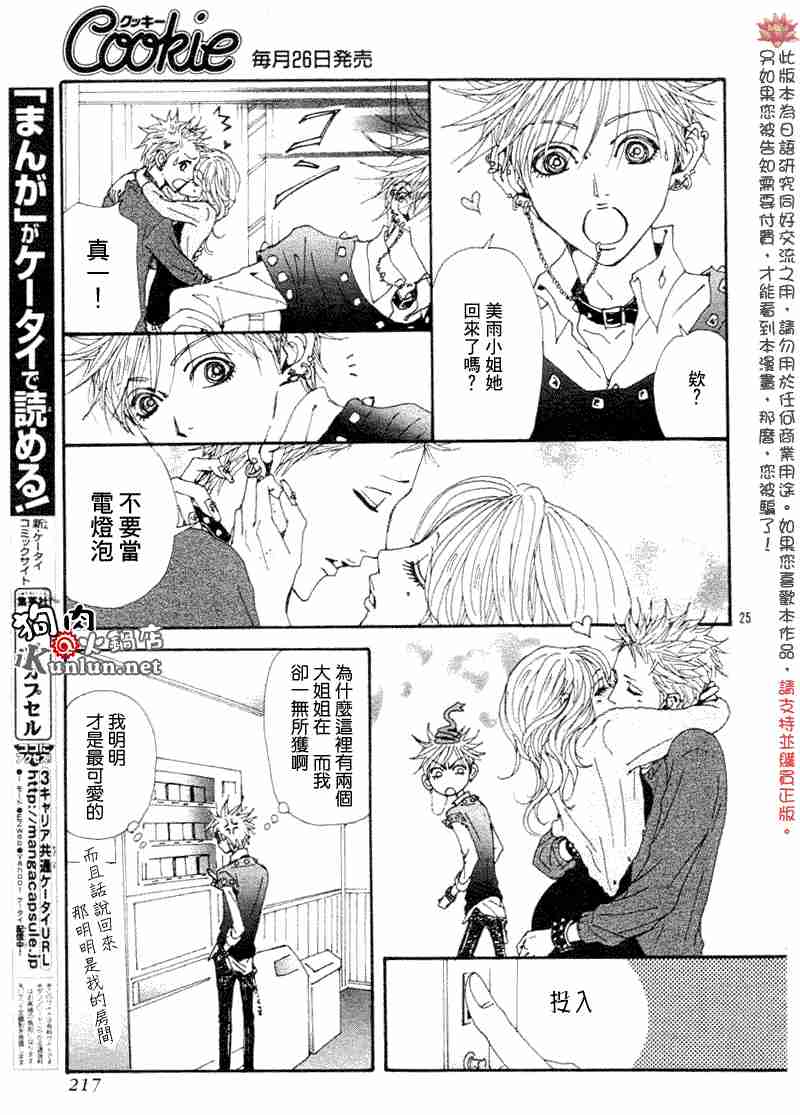 クッキー
Cookie
毎月26日発売
此版本為日語研究同好交流之用，請勿用於任何商業用途。如果您喜歡本作品，請支持並購買正版。
另如果您被告知需要付費，才能看到本漫畫，那麼，您被騙了！
欸？
美雨小姐她
回來了嗎？
コーン
真一！
不要當
電燈泡
25
為什麼這裡有兩個
大姐姐在 而我
卻一無所獲啊
我明明
才是最可愛的
而且話說回來
那明明是我的房間
投入
「まんが」がケータイで読める！
新・ケータイ
コミックサイト
集英社
カプセル
3キャリア共通ケータイURL
http://mangacapsule.jp
配信中！
狗肉火鍋店
iKunlun.net
217